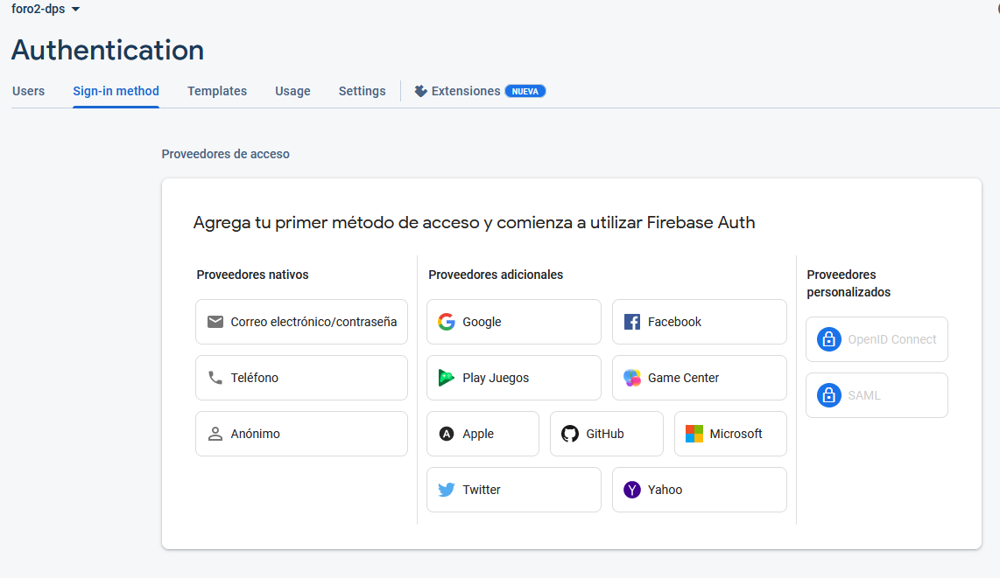 foro2-dps
Authentication
Users Sign-in method Templates Usage Settings Extensions NUEVA
Proveedores de acceso
Agrega tu primer método de acceso y comienza a utilizar Firebase Auth
Proveedores nativos
Correo electrónico/contraseña
Teléfono
Anónimo
Proveedores adicionales
Google Facebook
Play Juegos Game Center
Apple GitHub Microsoft
Twitter Yahoo
Proveedores
personalizados
OpenID Connect
SAML